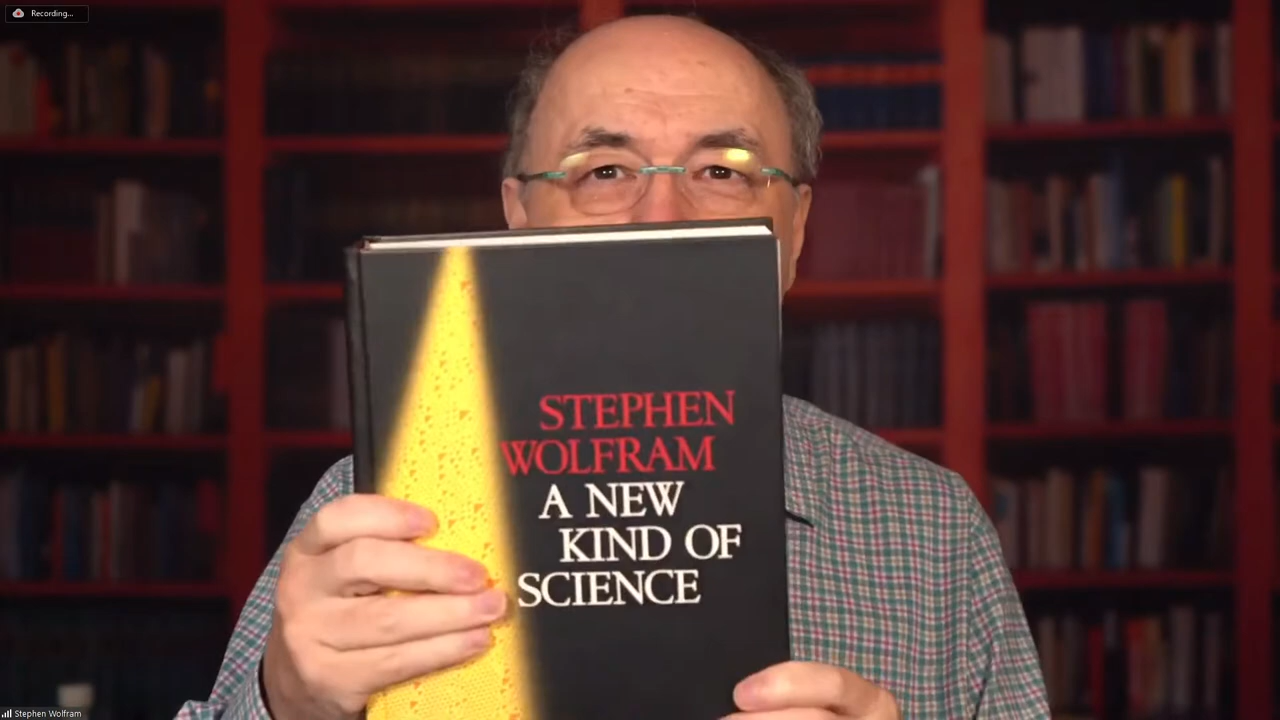 Recording...
STEPHEN
WOLFRAM
A NEW
KIND OF
SCIENCE
Stephen Wolfram